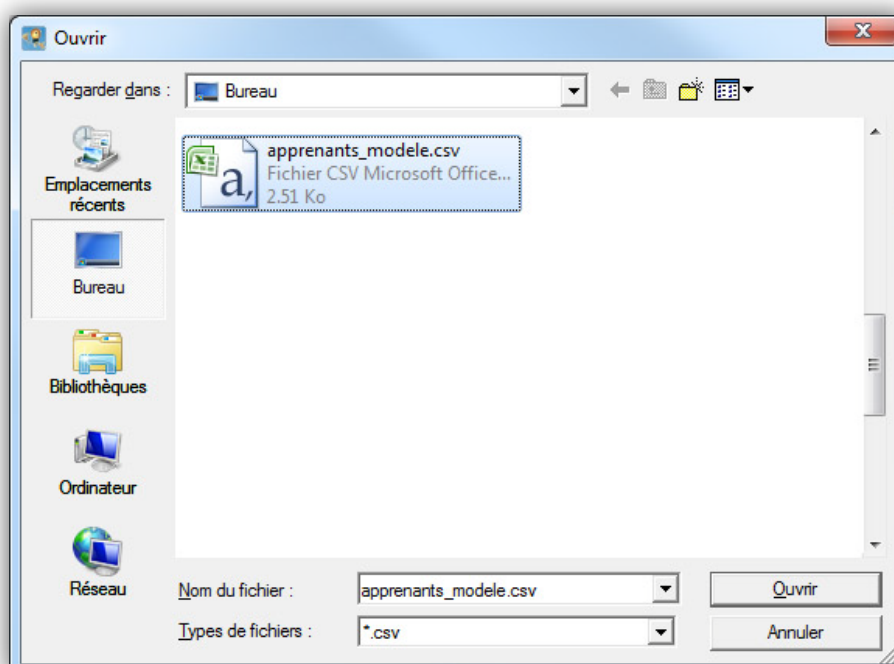 Ouvrir
Regarder dans :
Bureau
apprenants_modele.csv
Fichier CSV Microsoft Office...
2.51 Ko
Emplacements
récents
Bureau
Bibliothèques
Ordinateur
Réseau
Nom du fichier :
apprenants_modele.csv
Ouvrir
Types de fichiers :
*.csv
Annuler